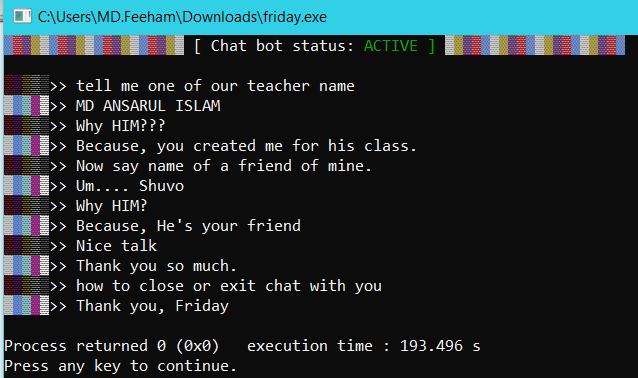 C:\Users\MD.Feeham\Downloads\friday.exe
[ Chat bot status: ACTIVE ]
>> tell me one of our teacher name
>> MD ANSARUL ISLAM
>> Why HIM???
>> Because, you created me for his class.
>> Now say name of a friend of mine.
>> Um.... Shuvo
>> Why HIM?
>> Because, He's your friend
>> Nice talk
>> Thank you so much.
>> how to close or exit chat with you
>> Thank you, Friday
Process returned 0 (0x0)   execution time : 193.496 s
Press any key to continue.